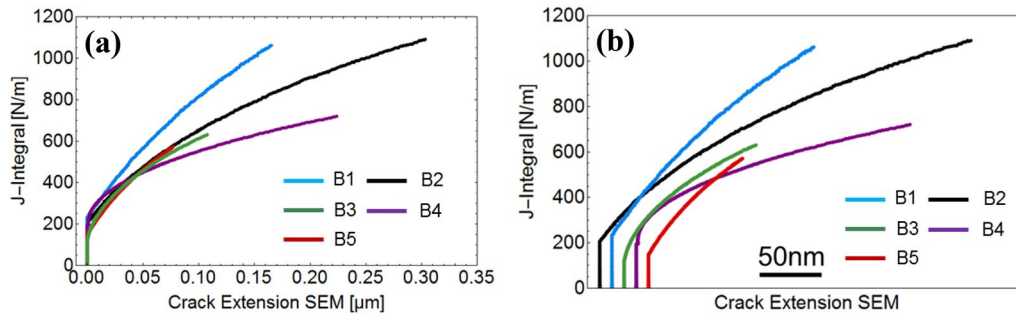 (a)
J-Integral [N/m]
1200
1000
800
600
400
200
0
B1 B2
B3 B4
B5
0.00 0.05 0.10 0.15 0.20 0.25 0.30 0.35
Crack Extension SEM [µm]
(b)
J-Integral [N/m]
1200
1000
800
600
400
200
0
B1 B2
B3 B4
B5
50nm
Crack Extension SEM